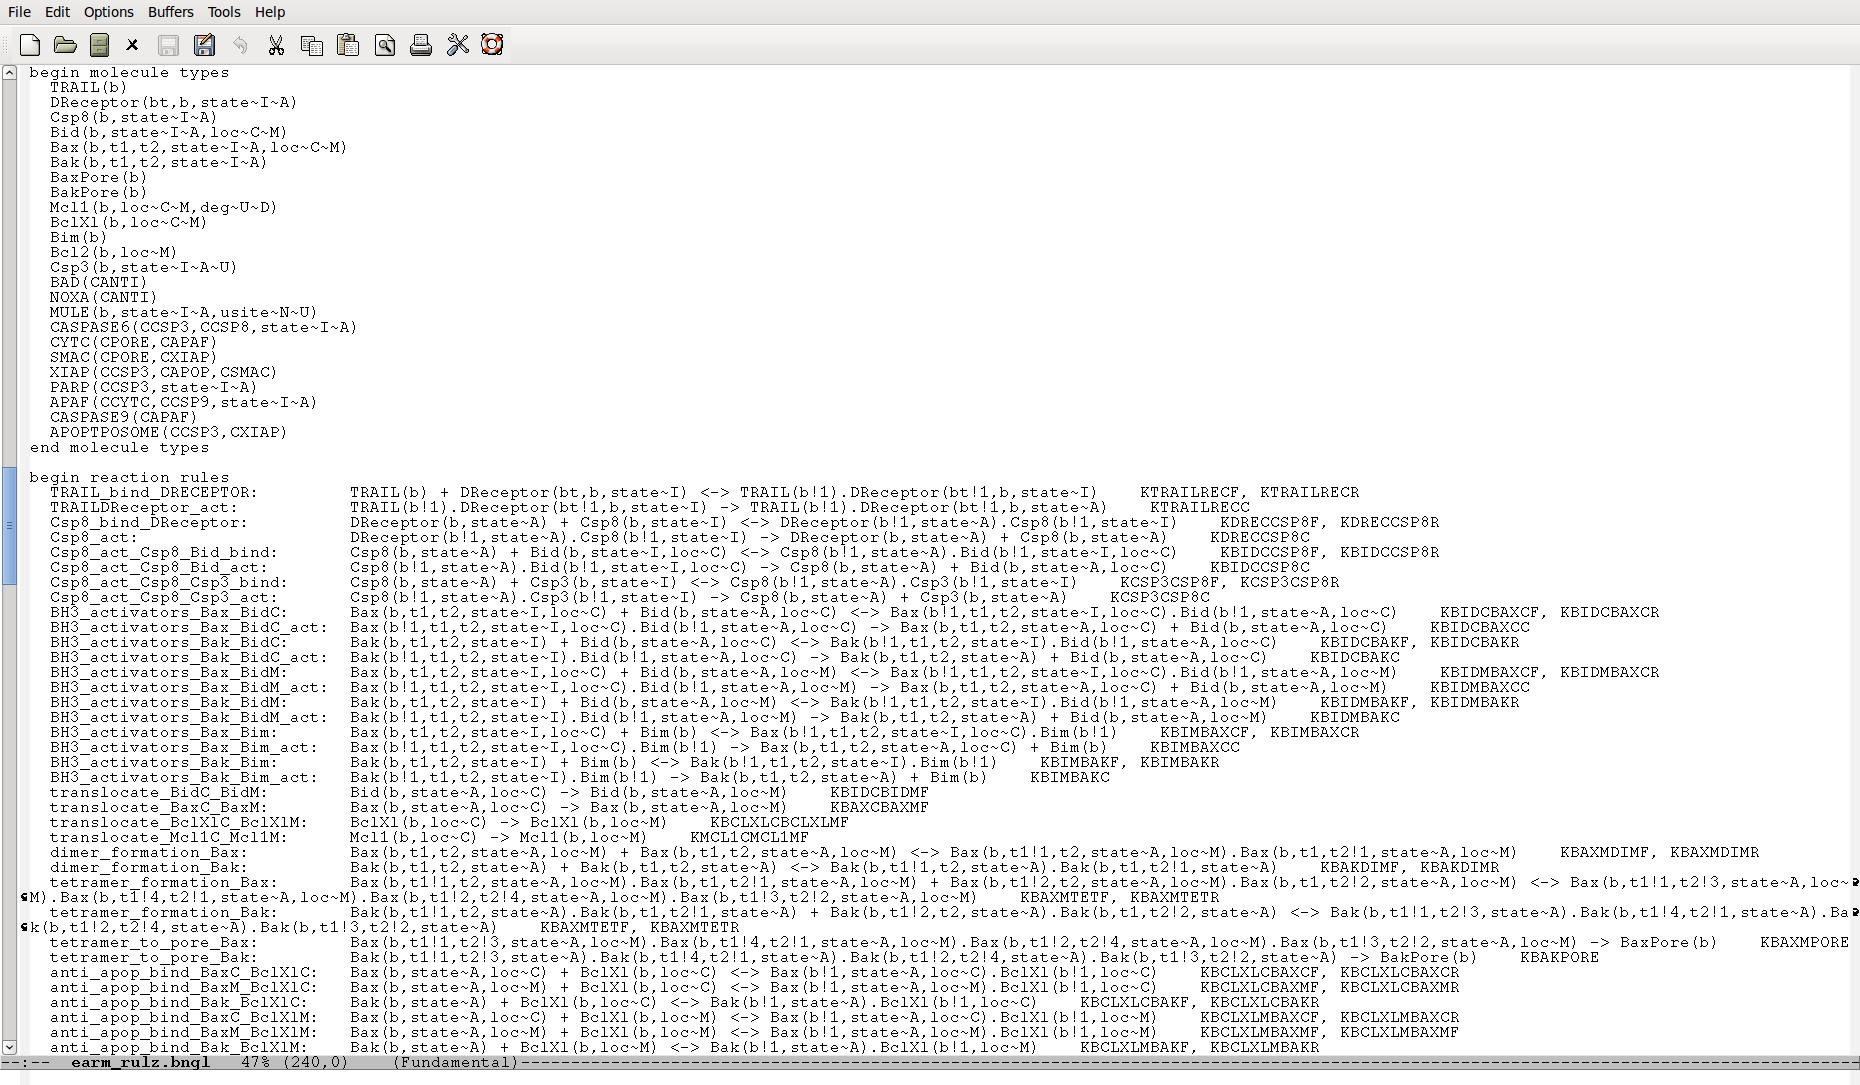 File Edit Options Buffers Tools Help
begin molecule types
TRAIL(b)
DReceptor(bt,b,state~I~A)
Csp8(b,state~I~A)
Bid(b,state~I~A,loc~C~M)
Bax(b,t1,t2,state~I~A,loc~C~M)
Bak(b,t1,t2,state~I~A)
BaxPore(b)
BakPore(b)
Mcl1(b,loc~C~M,deg~U~D)
BclXl(b,loc~C~M)
Bim(b)
Bcl2(b,loc~M)
Csp3(b,state~I~A~U)
BAD(CANTI)
NOXA(CANTI)
MULE(b,state~I~A,usite~N~U)
CASPASE6(CCSP3,CCSP8,state~I~A)
CYTC(CPORE,CAPAF)
SMAC(CPORE,CXIAP)
XIAP(CCSP3,CAPOP,CSMAC)
PARP(CCSP3,state~I~A)
APAF(CCYTC,CCSP9,state~I~A)
CASPASE9(CAPAF)
APOPTPOSOME(CCSP3,CXIAP)
end molecule types
begin reaction rules
TRAIL_bind_DRECEPTOR: TRAIL(b) + DReceptor(bt,b,state~I) <-> TRAIL(b!1).DReceptor(bt!1,b,state~I) KTRAILRECF, KTRAILRECR
TRAILDReceptor_act: TRAIL(b!1).DReceptor(bt!1,b,state~I) -> TRAIL(b!1).DReceptor(bt!1,b,state~A) KTRAILRECC
Csp8_bind_DReceptor: DReceptor(b,state~A) + Csp8(b,state~I) <-> DReceptor(b!1,state~A).Csp8(b!1,state~I) KDRECCSP8F, KDRECCSP8R
Csp8_act: DReceptor(b!1,state~A).Csp8(b!1,state~I) -> DReceptor(b,state~A) + Csp8(b,state~A) KDRECCSP8C
Csp8_act_Csp8_Bid_bind: Csp8(b,state~A) + Bid(b,state~I,loc~C) <-> Csp8(b!1,state~A).Bid(b!1,state~I,loc~C) KBIDCCSP8F, KBIDCCSP8R
Csp8_act_Csp8_Bid_act: Csp8(b!1,state~A).Bid(b!1,state~I,loc~C) -> Csp8(b,state~A) + Bid(b,state~A,loc~C) KBIDCCSP8C
Csp8_act_Csp8_Csp3_bind: Csp8(b,state~A) + Csp3(b,state~I) <-> Csp8(b!1,state~A).Csp3(b!1,state~I) KCSP3CSP8F, KCSP3CSP8R
Csp8_act_Csp8_Csp3_act: Csp8(b!1,state~A).Csp3(b!1,state~I) -> Csp8(b,state~A) + Csp3(b,state~A) KCSP3CSP8C
BH3_activators_Bax_BidC: Bax(b,t1,t2,state~I,loc~C) + Bid(b,state~A,loc~C) <-> Bax(b!1,t1,t2,state~I,loc~C).Bid(b!1,state~A,loc~C) KBIDCBAXCF, KBIDCBAXCR
BH3_activators_Bax_BidC_act: Bax(b!1,t1,t2,state~I,loc~C).Bid(b!1,state~A,loc~C) -> Bax(b,t1,t2,state~A,loc~C) + Bid(b,state~A,loc~C) KBIDCBAXCC
BH3_activators_Bak_BidC: Bak(b,t1,t2,state~I) + Bid(b,state~A,loc~C) <-> Bak(b!1,t1,t2,state~I).Bid(b!1,state~A,loc~C) KBIDCBAKF, KBIDCBAKR
BH3_activators_Bak_BidC_act: Bak(b!1,t1,t2,state~I).Bid(b!1,state~A,loc~C) -> Bak(b,t1,t2,state~A) + Bid(b,state~A,loc~C) KBIDCBAKC
BH3_activators_Bax_BidM: Bax(b,t1,t2,state~I,loc~C) + Bid(b,state~A,loc~M) <-> Bax(b!1,t1,t2,state~I,loc~C).Bid(b!1,state~A,loc~M) KBIDMBAXCF, KBIDMBAXCR
BH3_activators_Bax_BidM_act: Bax(b!1,t1,t2,state~I,loc~C).Bid(b!1,state~A,loc~M) -> Bax(b,t1,t2,state~A,loc~C) + Bid(b,state~A,loc~M) KBIDMBAXCC
BH3_activators_Bak_BidM: Bak(b,t1,t2,state~I) + Bid(b,state~A,loc~M) <-> Bak(b!1,t1,t2,state~I).Bid(b!1,state~A,loc~M) KBIDMBAKF, KBIDMBAKR
BH3_activators_Bak_BidM_act: Bak(b!1,t1,t2,state~I).Bid(b!1,state~A,loc~M) -> Bak(b,t1,t2,state~A) + Bid(b,state~A,loc~M) KBIDMBAKC
BH3_activators_Bax_Bim: Bax(b,t1,t2,state~I,loc~C) + Bim(b) <-> Bax(b!1,t1,t2,state~I,loc~C).Bim(b!1) KBIMBAXCF, KBIMBAXCR
BH3_activators_Bax_Bim_act: Bax(b!1,t1,t2,state~I,loc~C).Bim(b!1) -> Bax(b,t1,t2,state~A,loc~C) + Bim(b) KBIMBAXCC
BH3_activators_Bak_Bim: Bak(b,t1,t2,state~I) + Bim(b) <-> Bak(b!1,t1,t2,state~I).Bim(b!1) KBIMBAKF, KBIMBAKR
BH3_activators_Bak_Bim_act: Bak(b!1,t1,t2,state~I).Bim(b!1) -> Bak(b,t1,t2,state~A) + Bim(b) KBIMBAKC
translocate_BidC_BidM: Bid(b,state~A,loc~C) -> Bid(b,state~A,loc~M) KBIDCBIDMF
translocate_BaxC_BaxM: Bax(b,state~A,loc~C) -> Bax(b,state~A,loc~M) KBAXCBAXMF
translocate_BclXlC_BclXlM: BclXl(b,loc~C) -> BclXl(b,loc~M) KBCLXLCBCLXLMF
translocate_Mcl1C_Mcl1M: Mcl1(b,loc~C) -> Mcl1(b,loc~M) KMCL1CMCL1MF
dimer_formation_Bax: Bax(b,t1,t2,state~A,loc~M) + Bax(b,t1,t2,state~A,loc~M) <-> Bax(b,t1!1,t2,state~A,loc~M).Bax(b,t1,t2!1,state~A,loc~M) KBAXMDIMF, KBAXMDIMR
dimer_formation_Bak: Bak(b,t1,t2,state~A) + Bak(b,t1,t2,state~A) <-> Bak(b,t1!1,t2,state~A).Bak(b,t1,t2!1,state~A) KBAKDIMF, KBAKDIMR
tetramer_formation_Bax: Bax(b,t1!1,t2,state~A,loc~M).Bax(b,t1,t2!1,state~A,loc~M) + Bax(b,t1!2,t2,state~A,loc~M).Bax(b,t1,t2!2,state~A,loc~M) <-> Bax(b,t1!1,t2!3,state~A,loc~
M).Bax(b,t1!4,t2!1,state~A,loc~M).Bax(b,t1!2,t2!4,state~A,loc~M).Bax(b,t1!3,t2!2,state~A,loc~M) KBAXMTETF, KBAXMTETR
tetramer_formation_Bak: Bak(b,t1!1,t2,state~A).Bak(b,t1,t2!1,state~A) + Bak(b,t1!2,t2,state~A).Bak(b,t1,t2!2,state~A) <-> Bak(b,t1!1,t2!3,state~A).Bak(b,t1!4,t2!1,state~A).Ba
k(b,t1!2,t2!4,state~A).Bak(b,t1!3,t2!2,state~A) KBAXMTETF, KBAXMTETR
tetramer_to_pore_Bax: Bax(b,t1!1,t2!3,state~A,loc~M).Bax(b,t1!4,t2!1,state~A,loc~M).Bax(b,t1!2,t2!4,state~A,loc~M).Bax(b,t1!3,t2!2,state~A,loc~M) -> BaxPore(b) KBAXMPORE
tetramer_to_pore_Bak: Bak(b,t1!1,t2!3,state~A).Bak(b,t1!4,t2!1,state~A).Bak(b,t1!2,t2!4,state~A).Bak(b,t1!3,t2!2,state~A) -> BakPore(b) KBAKPORE
anti_apop_bind_BaxC_BclXlC: Bax(b,state~A,loc~C) + BclXl(b,loc~C) <-> Bax(b!1,state~A,loc~C).BclXl(b!1,loc~C) KBCLXLCBAXCF, KBCLXLCBAXCR
anti_apop_bind_BaxM_BclXlC: Bax(b,state~A,loc~M) + BclXl(b,loc~C) <-> Bax(b!1,state~A,loc~M).BclXl(b!1,loc~C) KBCLXLCBAXMF, KBCLXLCBAXMR
anti_apop_bind_Bak_BclXlC: Bak(b,state~A) + BclXl(b,loc~C) <-> Bak(b!1,state~A).BclXl(b!1,loc~C) KBCLXLCBAKF, KBCLXLCBAKR
anti_apop_bind_BaxC_BclXlM: Bax(b,state~A,loc~C) + BclXl(b,loc~M) <-> Bax(b!1,state~A,loc~C).BclXl(b!1,loc~M) KBCLXLMBAXCF, KBCLXLMBAXCR
anti_apop_bind_BaxM_BclXlM: Bax(b,state~A,loc~M) + BclXl(b,loc~M) <-> Bax(b!1,state~A,loc~M).BclXl(b!1,loc~M) KBCLXLMBAXMF, KBCLXLMBAXMF
anti_apop_bind_Bak_BclXlM: Bak(b,state~A) + BclXl(b,loc~M) <-> Bak(b!1,state~A).BclXl(b!1,loc~M) KBCLXLMBAKF, KBCLXLMBAKR
--:-- earm_rulz.bngl 47% (240,0) (Fundamental)